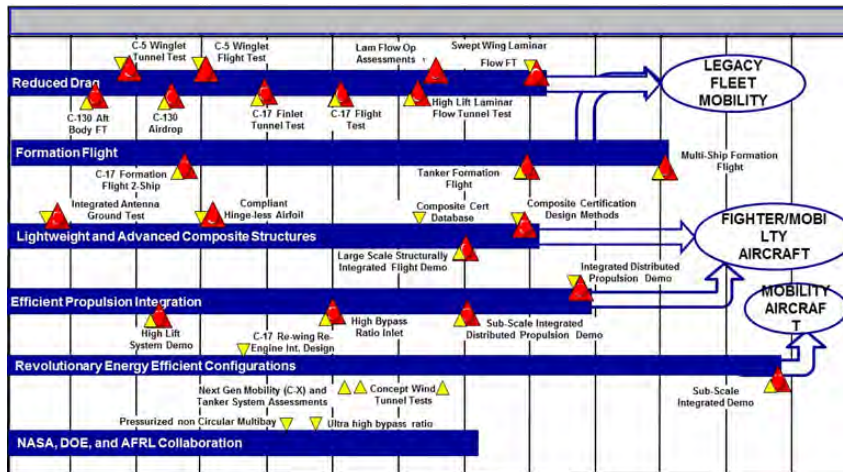 C-5 Winglet
Tunnel Test
C-5 Winglet
Flight Test
Lam Flow Op
Assessments
Swept Wing Laminar
Flow FT
LEGACY
FLEET
MOBILITY
Reduced Drag
C-130 Aft
Body FT
C-130
Airdrop
C-17 Finlet
Tunnel Test
C-17 Flight
Test
High Lift Laminar
Flow Tunnel Test
Formation Flight
C-17 Formation
Flight 2-Ship
Tanker Formation
Flight
Multi-Ship Formation
Flight
Integrated Antenna
Ground Test
Compliant
Hinge-less Airfoil
Composite Cert
Database
Composite Certification
Design Methods
FIGHTER/MOBI
LTY
AIRCRAFT
Lightweight and Advanced Composite Structures
Large Scale Structurally
Integrated Flight Demo
Integrated Distributed
Propulsion Demo
Efficient Propulsion Integration
MOBILITY
AIRCRAF
T
High Lift
System Demo
C-17 Re-wing Re-
Engine Int. Design
High Bypass
Ratio Inlet
Sub-Scale Integrated
Distributed Propulsion Demo
Revolutionary Energy Efficient Configurations
Next Gen Mobility (C-X) and
Tanker System Assessments
Concept Wind
Tunnel Tests
Sub-Scale
Integrated Demo
Pressurized non Circular Multibay
Ultra high bypass ratio
NASA, DOE, and AFRL Collaboration